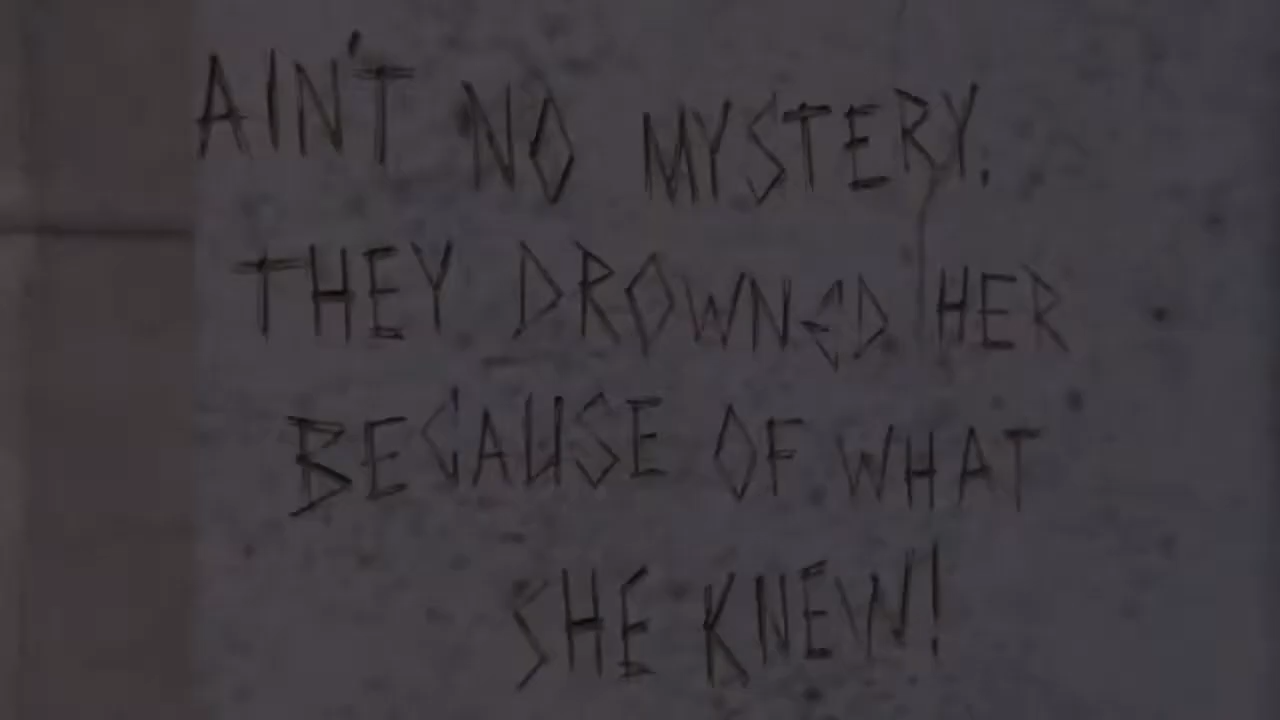 AIN'T NO MYSTERY.
THEY DROWNED HER
BECAUSE OF WHAT
SHE KNEW!